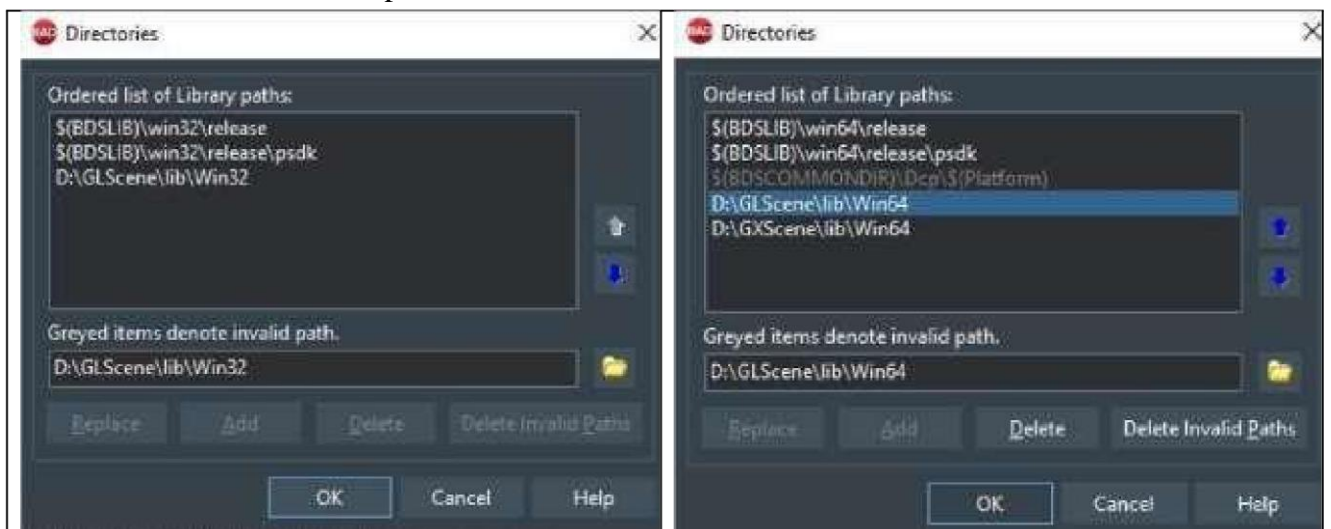 Directories
Ordered list of Library paths:
$(BDSLIB)\win32\release
$(BDSLIB)\win32\release\psdk
D:\GLScene\lib\Win32
Greyed items denote invalid path.
D:\GLScene\lib\Win32
Replace Add Delete Delete Invalid Paths
OK Cancel Help
Directories
Ordered list of Library paths:
$(BDSLIB)\win64\release
$(BDSLIB)\win64\release\psdk
$(BDSCOMMONDIR)\Dcp\$(Platform)
D:\GLScene\lib\Win64
D:\GXScene\lib\Win64
Greyed items denote invalid path.
D:\GLScene\lib\Win64
Replace Add Delete Delete Invalid Paths
OK Cancel Help